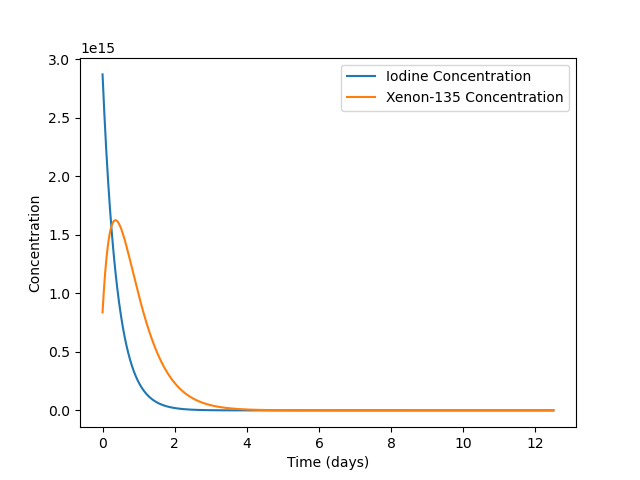 1e15
3.0
2.5
2.0
1.5
1.0
0.5
0.0
Concentration
Iodine Concentration
Xenon-135 Concentration
0 2 4 6 8 10 12
Time (days)